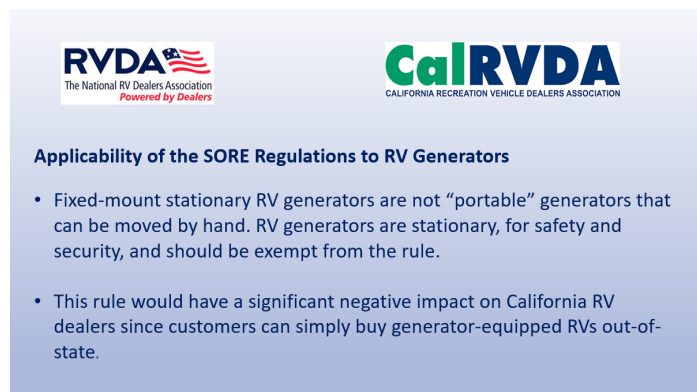 RVDA
The National RV Dealers Association
Powered by Dealers
CalRVDA
CALIFORNIA RECREATION VEHICLE DEALERS ASSOCIATION
Applicability of the SORE Regulations to RV Generators
• Fixed-mount stationary RV generators are not “portable” generators that
can be moved by hand. RV generators are stationary, for safety and
security, and should be exempt from the rule.
• This rule would have a significant negative impact on California RV
dealers since customers can simply buy generator-equipped RVs out-of-
state.